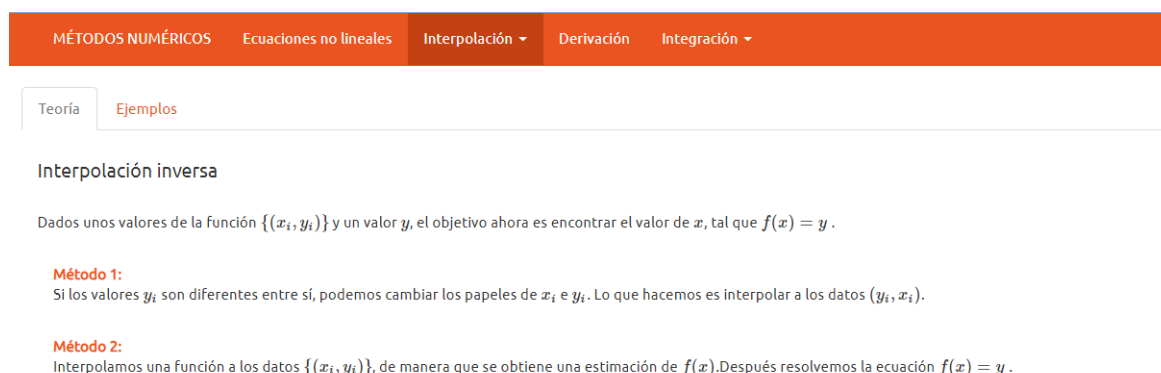 MÉTODOS NUMÉRICOS Ecuaciones no lineales Interpolación Derivación Integración
Teoría Ejemplos
Interpolación inversa
Dados unos valores de la función {(xᵢ, yᵢ)} y un valor y, el objetivo ahora es encontrar el valor de x, tal que f(x) = y .
Método 1:
Si los valores yᵢ son diferentes entre sí, podemos cambiar los papeles de xᵢ e yᵢ. Lo que hacemos es interpolar a los datos (yᵢ, xᵢ).
Método 2:
Interpolamos una función a los datos {(xᵢ, yᵢ)}, de manera que se obtiene una estimación de f(x).Después resolvemos la ecuación f(x) = y .